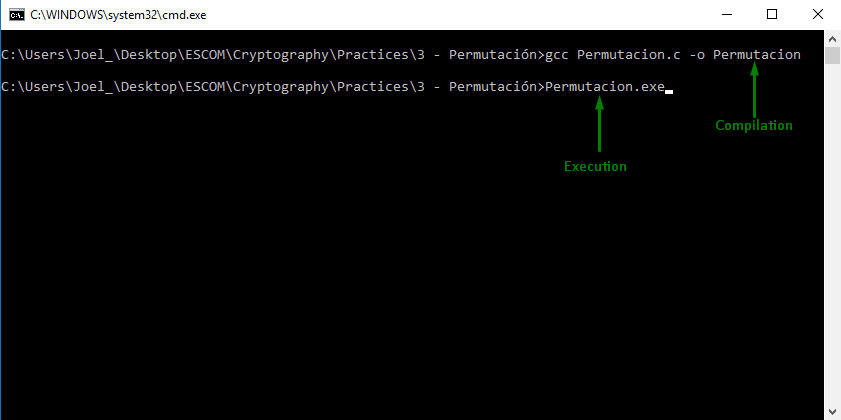 C:\WINDOWS\system32\cmd.exe
C:\Users\Joel_\Desktop\ESCOM\Cryptography\Practices\3 - Permutación>gcc Permutacion.c -o Permutacion
C:\Users\Joel_\Desktop\ESCOM\Cryptography\Practices\3 - Permutación>Permutacion.exe
Compilation
Execution